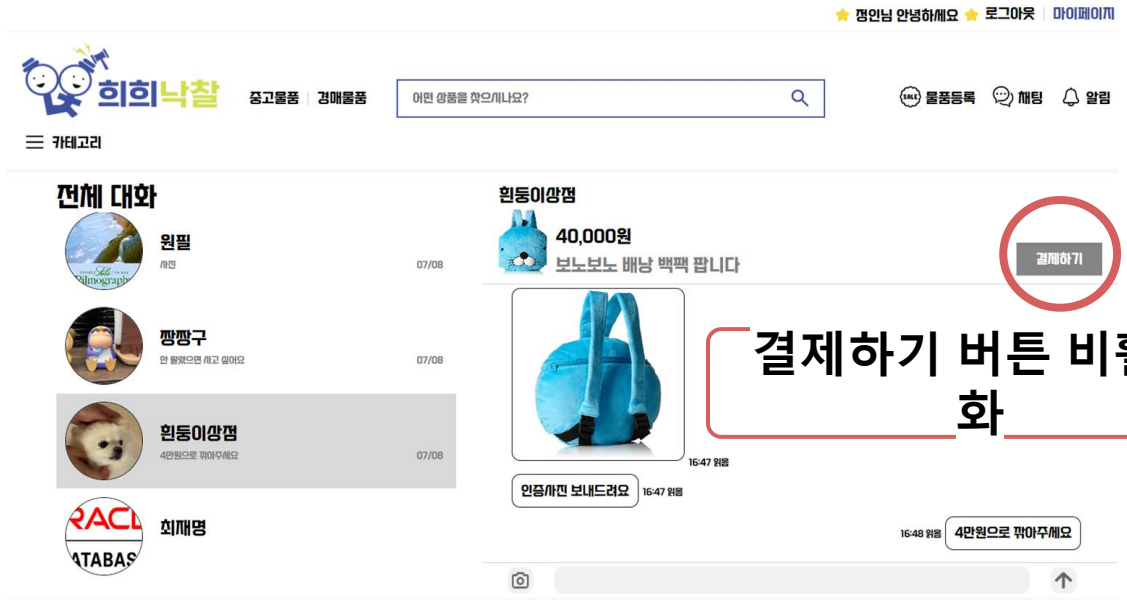 정인님 안녕하세요 로그아웃 마이페이지
희희낙찰 중고물품 경매물품 어떤 상품을 찾으시나요? SALE 물품등록 채팅 알림
카테고리
전체 대화
원필
사진 07/08
짱짱구
안 팔렸으면 사고 싶어요 07/08
흰둥이상점
4만원으로 깎아주세요 07/08
RACL
ATABAS
최재명
흰둥이상점
40,000원
보노보노 배낭 백팩 팝니다
결제하기
결제하기 버튼 비활
화
16:47 읽음
인증사진 보내드려요 16:47 읽음
16:48 읽음 4만원으로 깎아주세요